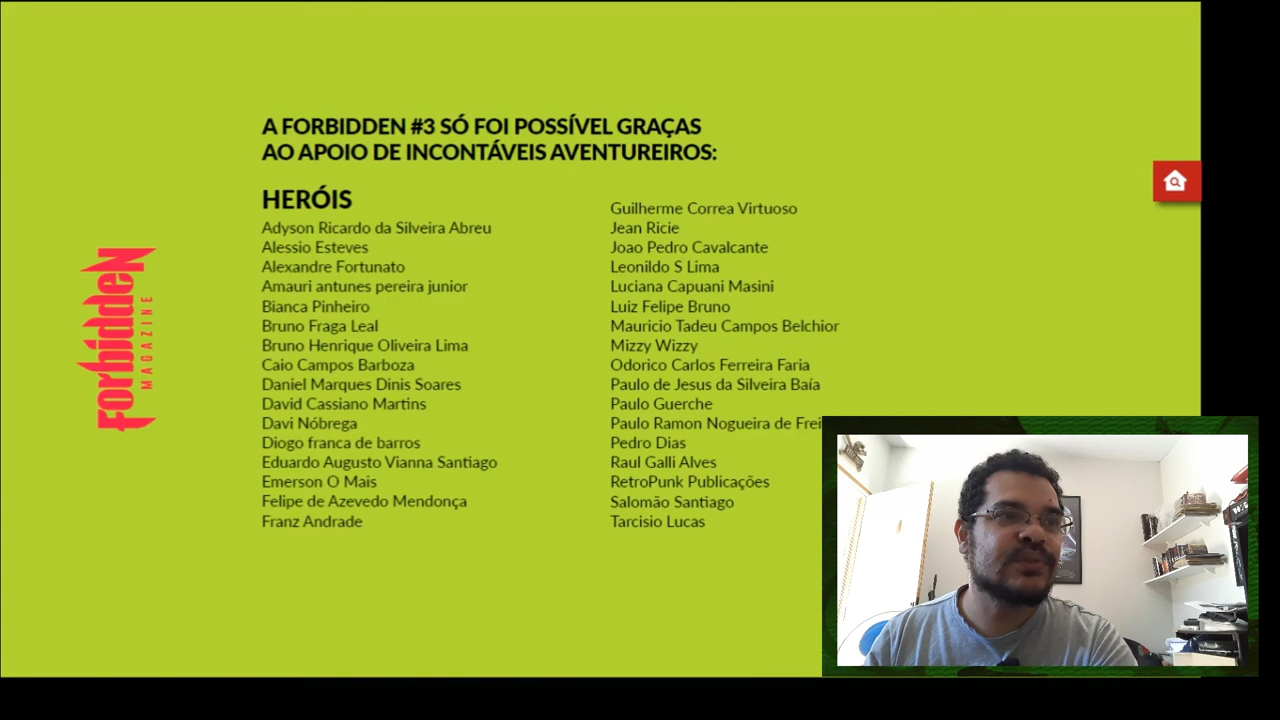 A FORBIDDEN #3 SÓ FOI POSSÍVEL GRAÇAS
AO APOIO DE INCONTÁVEIS AVENTUREIROS:
HERÓIS
Adyson Ricardo da Silveira Abreu
Alessio Esteves
Alexandre Fortunato
Amauri antunes pereira junior
Bianca Pinheiro
Bruno Fraga Leal
Bruno Henrique Oliveira Lima
Caio Campos Barboza
Daniel Marques Dinis Soares
David Cassiano Martins
Davi Nóbrega
Diogo franca de barros
Eduardo Augusto Vianna Santiago
Emerson O Mais
Felipe de Azevedo Mendonça
Franz Andrade
Guilherme Correa Virtuoso
Jean Ricie
Joao Pedro Cavalcante
Leonildo S Lima
Luciana Capuani Masini
Luiz Felipe Bruno
Mauricio Tadeu Campos Belchior
Mizzy Wizzy
Odorico Carlos Ferreira Faria
Paulo de Jesus da Silveira Baía
Paulo Guerche
Paulo Ramon Nogueira de
Pedro Dias
Raul Galli Alves
RetroPunk Publicações
Salomão Santiago
Tarcisio Lucas
ForbiddeN
MAGAZINE